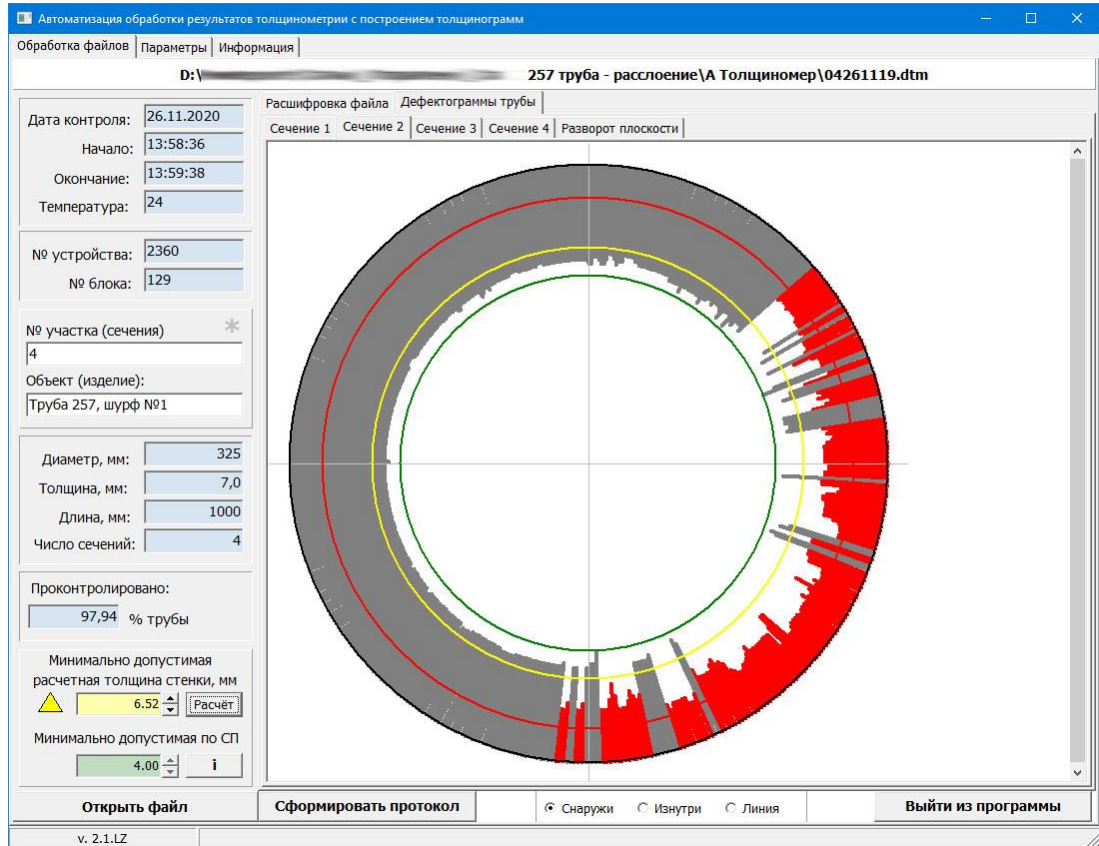 Автоматизация обработки результатов толщинометрии с построением толщинограмм
Обработка файлов Параметры Информация
D:\ 257 труба - расслоение\А Толщиномер\04261119.dtm
Дата контроля: 26.11.2020
Начало: 13:58:36
Окончание: 13:59:38
Температура: 24
№ устройства: 2360
№ блока: 129
№ участка (сечения) *
4
Объект (изделие):
Труба 257, шурф №1
Диаметр, мм: 325
Толщина, мм: 7,0
Длина, мм: 1000
Число сечений: 4
Проконтролировано:
97,94 % трубы
Минимально допустимая
расчетная толщина стенки, мм
6.52 Расчёт
Минимально допустимая по СП
4.00 i
Расшифровка файла Дефектограммы трубы
Сечение 1 Сечение 2 Сечение 3 Сечение 4 Разворот плоскости
Открыть файл Сформировать протокол Снаружи Изнутри Линия Выйти из программы
v. 2.1.LZ